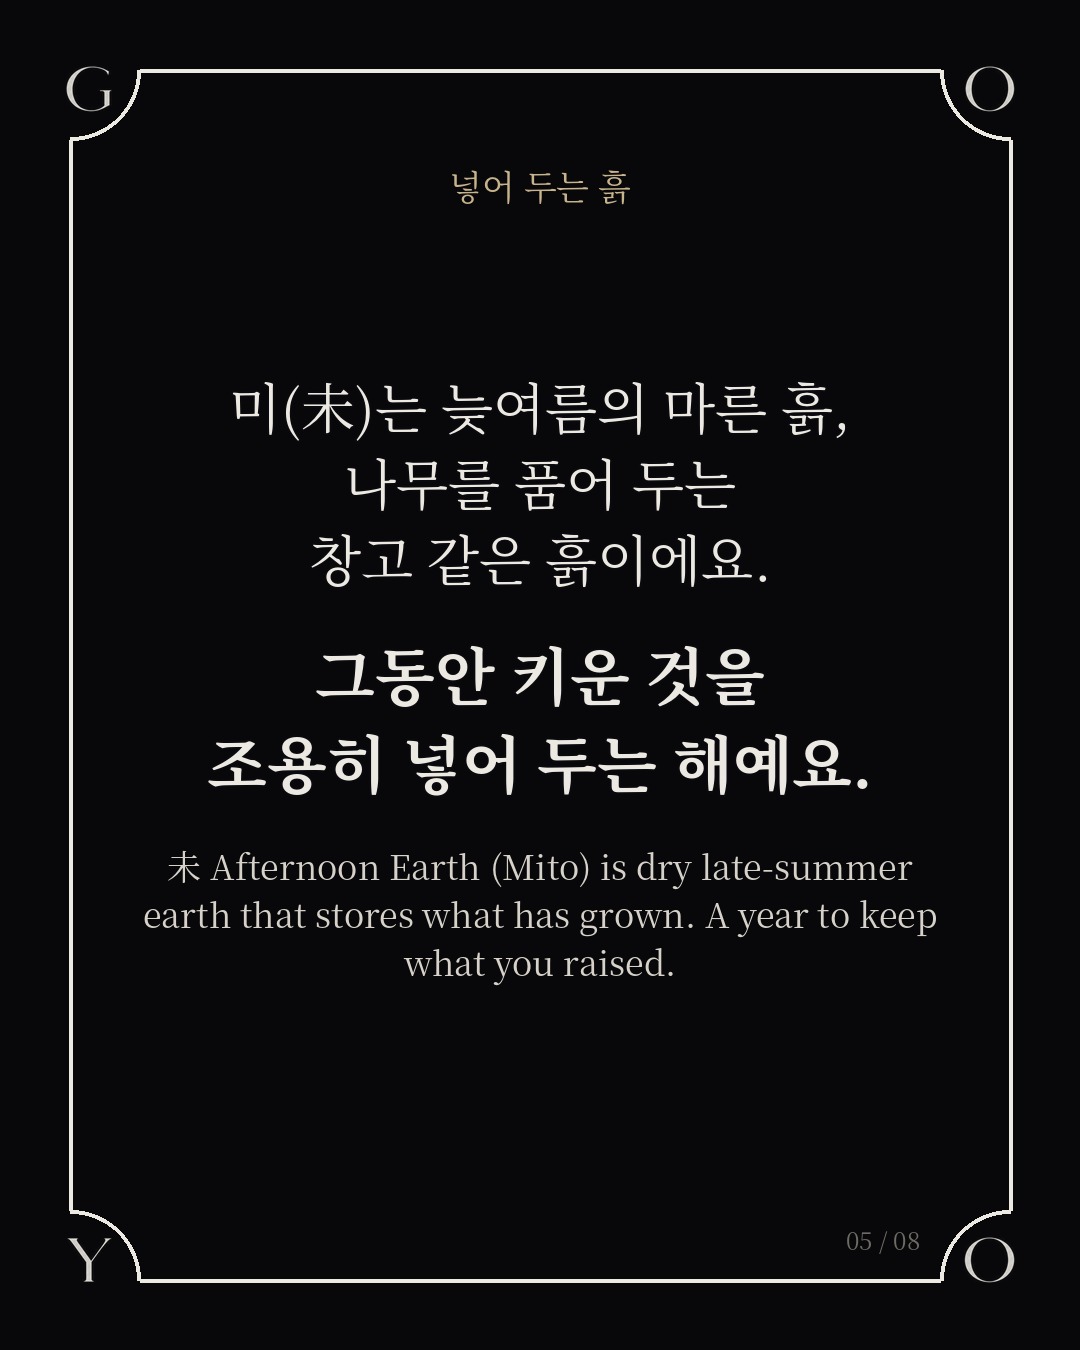 G O
넣어 두는 흙
미(未)는 늦여름의 마른 흙,
나무를 품어 두는
창고 같은 흙이에요.
그동안 키운 것을
조용히 넣어 두는 해예요.
未 Afternoon Earth (Mito) is dry late-summer
earth that stores what has grown. A year to keep
what you raised.
05 / 08
Y O